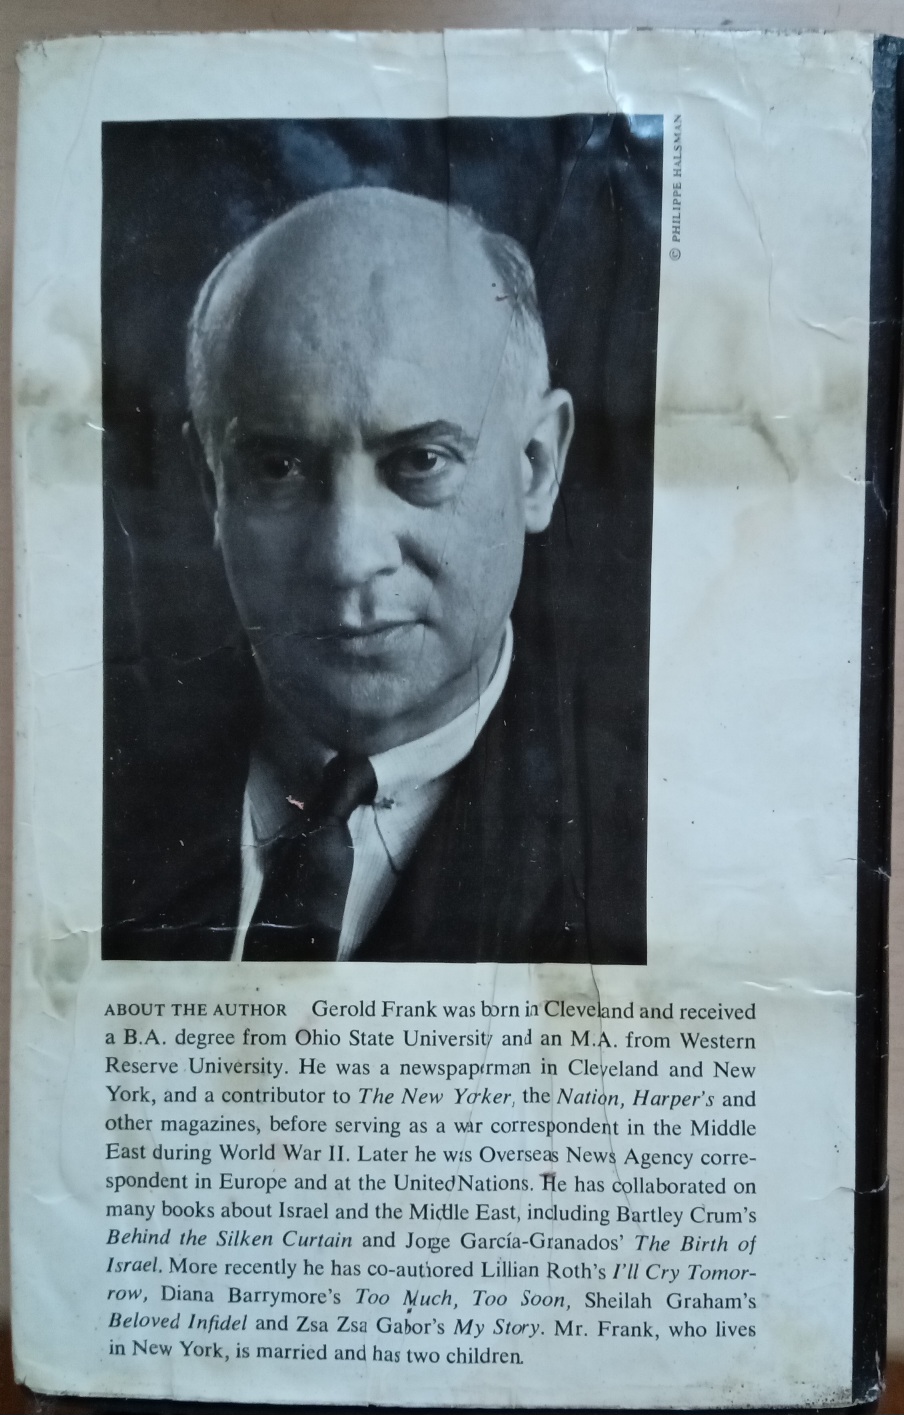 © PHILIPPE HALSMAN
ABOUT THE AUTHOR Gerold Frank was born in Cleveland and received
a B.A. degree from Ohio State University and an M.A. from Western
Reserve University. He was a newspaperman in Cleveland and New
York, and a contributor to The New Yorker, the Nation, Harper's and
other magazines, before serving as a war correspondent in the Middle
East during World War II. Later he was Overseas News Agency corre-
spondent in Europe and at the United Nations. He has collaborated on
many books about Israel and the Middle East, including Bartley Crum's
Behind the Silken Curtain and Jorge García-Granados' The Birth of
Israel. More recently he has co-authored Lillian Roth's I'll Cry Tomor-
row, Diana Barrymore's Too Much, Too Soon, Sheilah Graham's
Beloved Infidel and Zsa Zsa Gabor's My Story. Mr. Frank, who lives
in New York, is married and has two children.